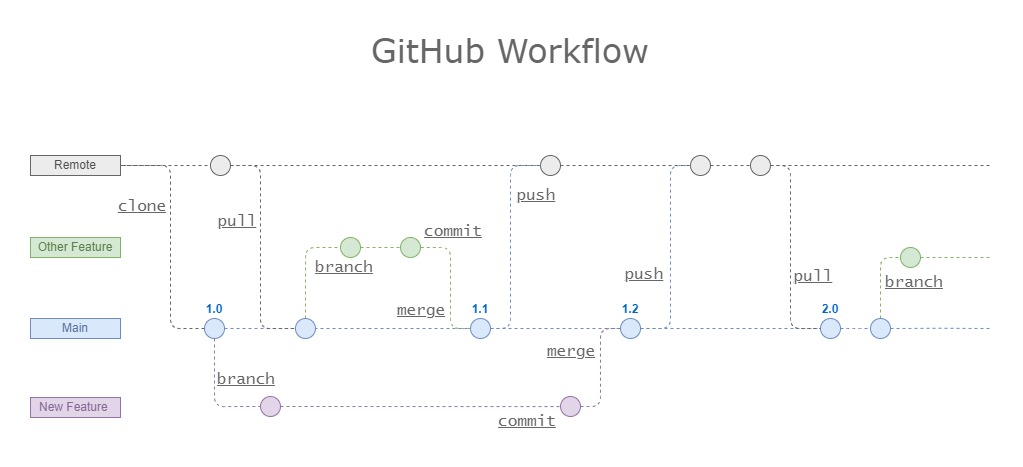 GitHub Workflow
Remote
clone
pull
push
Other Feature
commit
branch
push
pull
branch
merge
Main
1.0
1.1
1.2
2.0
merge
branch
New Feature
commit